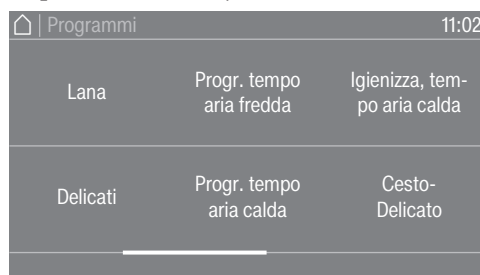 | Programmi 11:02
Lana
Progr. tempo
aria fredda
Igienizza, tem-
po aria calda
Delicati
Progr. tempo
aria calda
Cesto-
Delicato